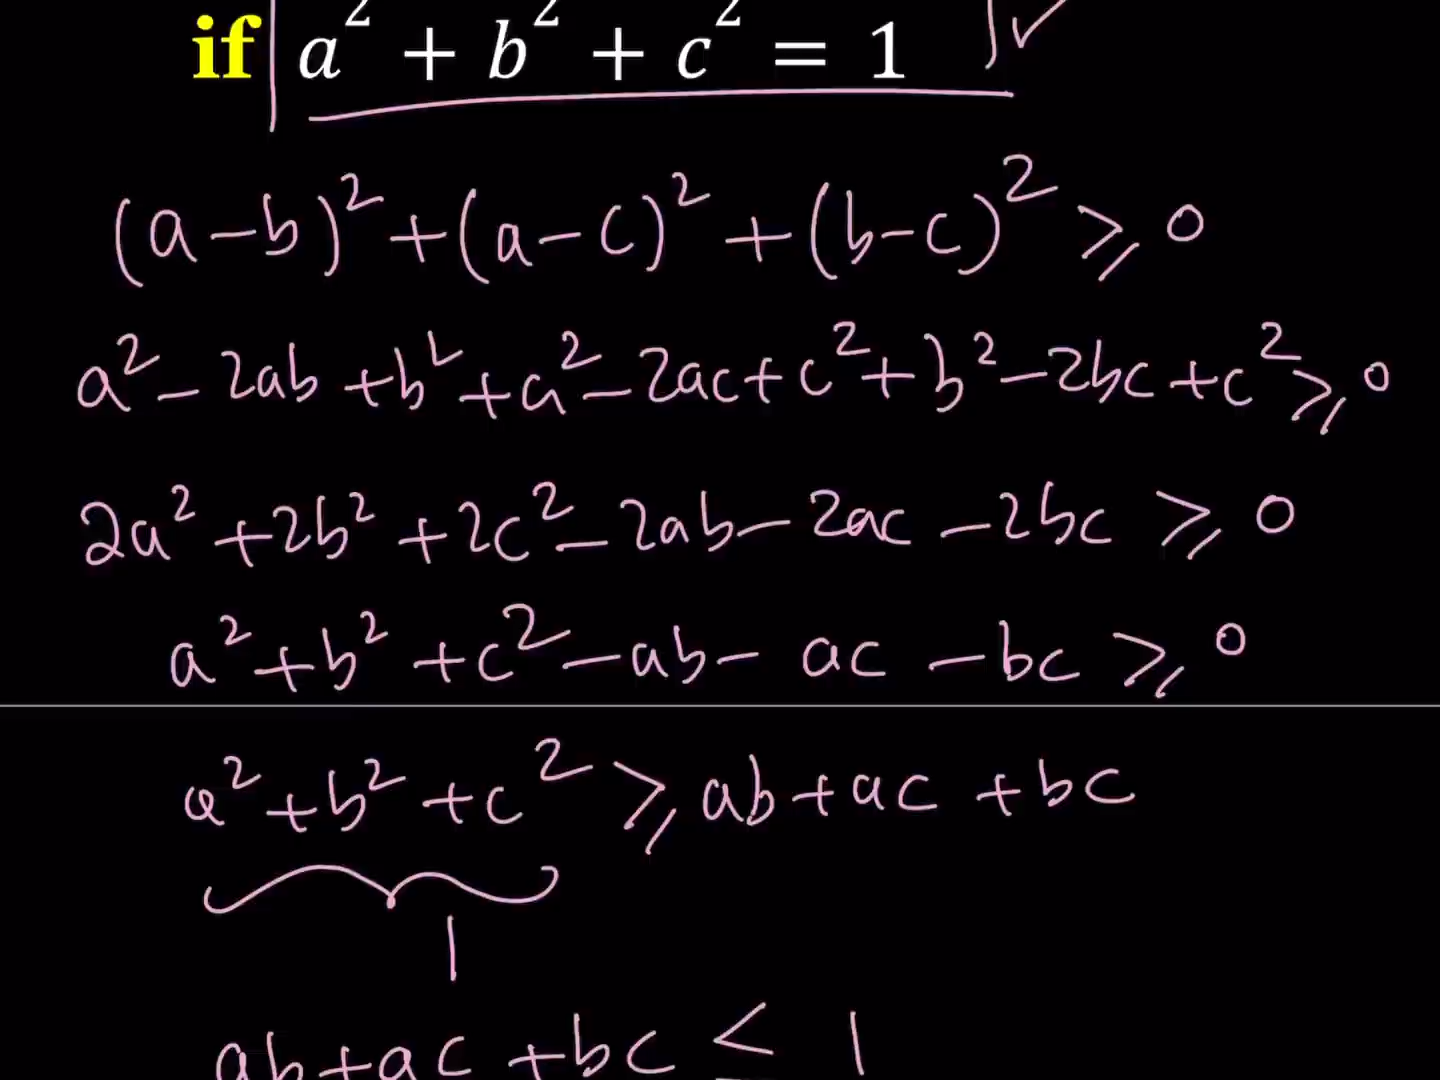 if a² + b² + c² = 1
(a-b)² + (a-c)² + (b-c)² ⩾ 0
a² - 2ab + b² + a² - 2ac + c² + b² - 2bc + c² ⩾ 0
2a² + 2b² + 2c² - 2ab - 2ac - 2bc ⩾ 0
a² + b² + c² - ab - ac - bc ⩾ 0
a² + b² + c² ⩾ ab + ac + bc
1
ab + ac + bc ≤ 1